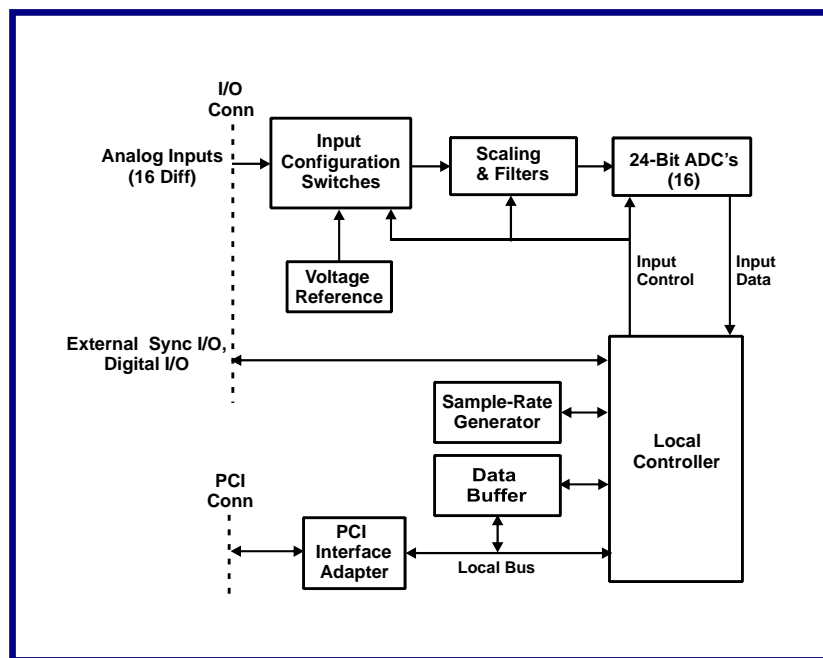 I/O
Conn
Analog Inputs
(16 Diff)
Input
Configuration
Switches
Scaling
& Filters
24-Bit ADC's
(16)
Voltage
Reference
Input
Control
Input
Data
External Sync I/O,
Digital I/O
Sample-Rate
Generator
Local
Controller
Data
Buffer
PCI
Conn
PCI
Interface
Adapter
Local Bus